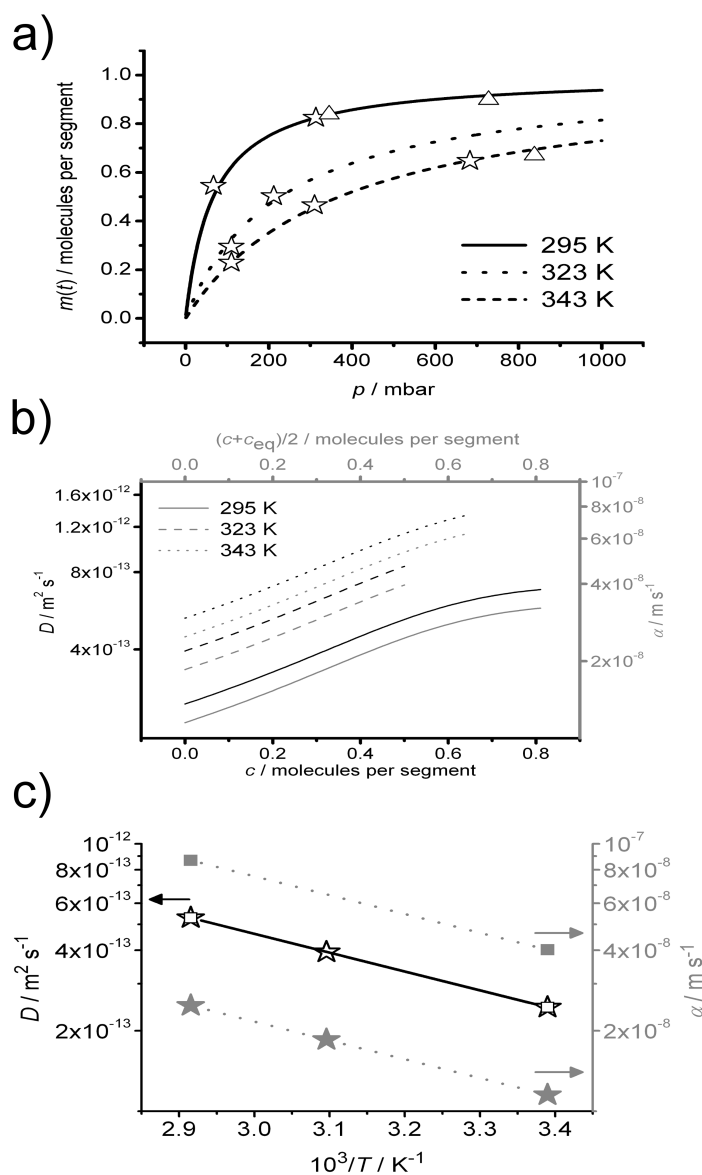 a)
1.0
0.8
0.6
0.4
0.2
0.0
m(t) / molecules per segment
295 K
323 K
343 K
0 200 400 600 800 1000
p / mbar
b)
(c+c_eq)/2 / molecules per segment
0.0 0.2 0.4 0.6 0.8
1.6x10⁻¹²
1.2x10⁻¹²
8x10⁻¹³
4x10⁻¹³
D / m² s⁻¹
295 K
323 K
343 K
10⁻⁷
8x10⁻⁸
6x10⁻⁸
4x10⁻⁸
2x10⁻⁸
α / m s⁻¹
0.0 0.2 0.4 0.6 0.8
c / molecules per segment
c)
10⁻¹²
8x10⁻¹³
6x10⁻¹³
4x10⁻¹³
2x10⁻¹³
D / m² s⁻¹
10⁻⁷
8x10⁻⁸
6x10⁻⁸
4x10⁻⁸
2x10⁻⁸
α / m s⁻¹
2.9 3.0 3.1 3.2 3.3 3.4
10³/T / K⁻¹